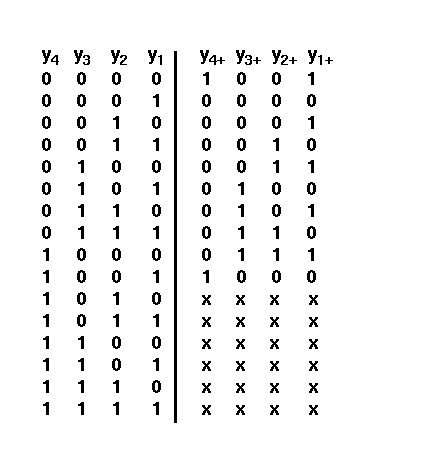 y4 y3 y2 y1 y4+ y3+ y2+ y1+
0 0 0 0 1 0 0 1
0 0 0 1 0 0 0 0
0 0 1 0 0 0 0 1
0 0 1 1 0 0 1 0
0 1 0 0 0 0 1 1
0 1 0 1 0 1 0 0
0 1 1 0 0 1 0 1
0 1 1 1 0 1 1 0
1 0 0 0 0 1 1 1
1 0 0 1 1 0 0 0
1 0 1 0 x x x x
1 0 1 1 x x x x
1 1 0 0 x x x x
1 1 0 1 x x x x
1 1 1 0 x x x x
1 1 1 1 x x x x